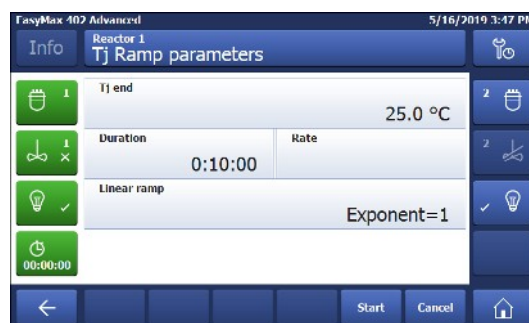 EasyMax 402 Advanced 5/16/2019 3:47 PM
Info
Reactor 1
Tj Ramp parameters
1
Tj end
25.0 °C
2
1
Duration Rate
0:10:00
2
Linear ramp
Exponent=1
00:00:00
Start Cancel